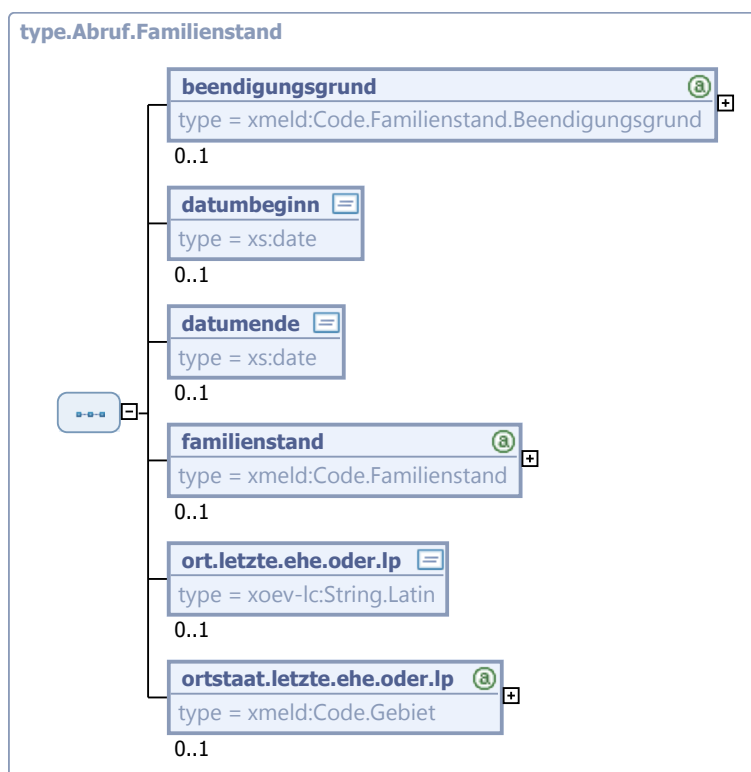 type.Abruf.Familienstand
beendigungsgrund
type = xmeld:Code.Familienstand.Beendigungsgrund
0..1
datumbeginn
type = xs:date
0..1
datumende
type = xs:date
0..1
familienstand
type = xmeld:Code.Familienstand
0..1
ort.letzte.ehe.oder.lp
type = xoev-lc:String.Latin
0..1
ortstaat.letzte.ehe.oder.lp
type = xmeld:Code.Gebiet
0..1